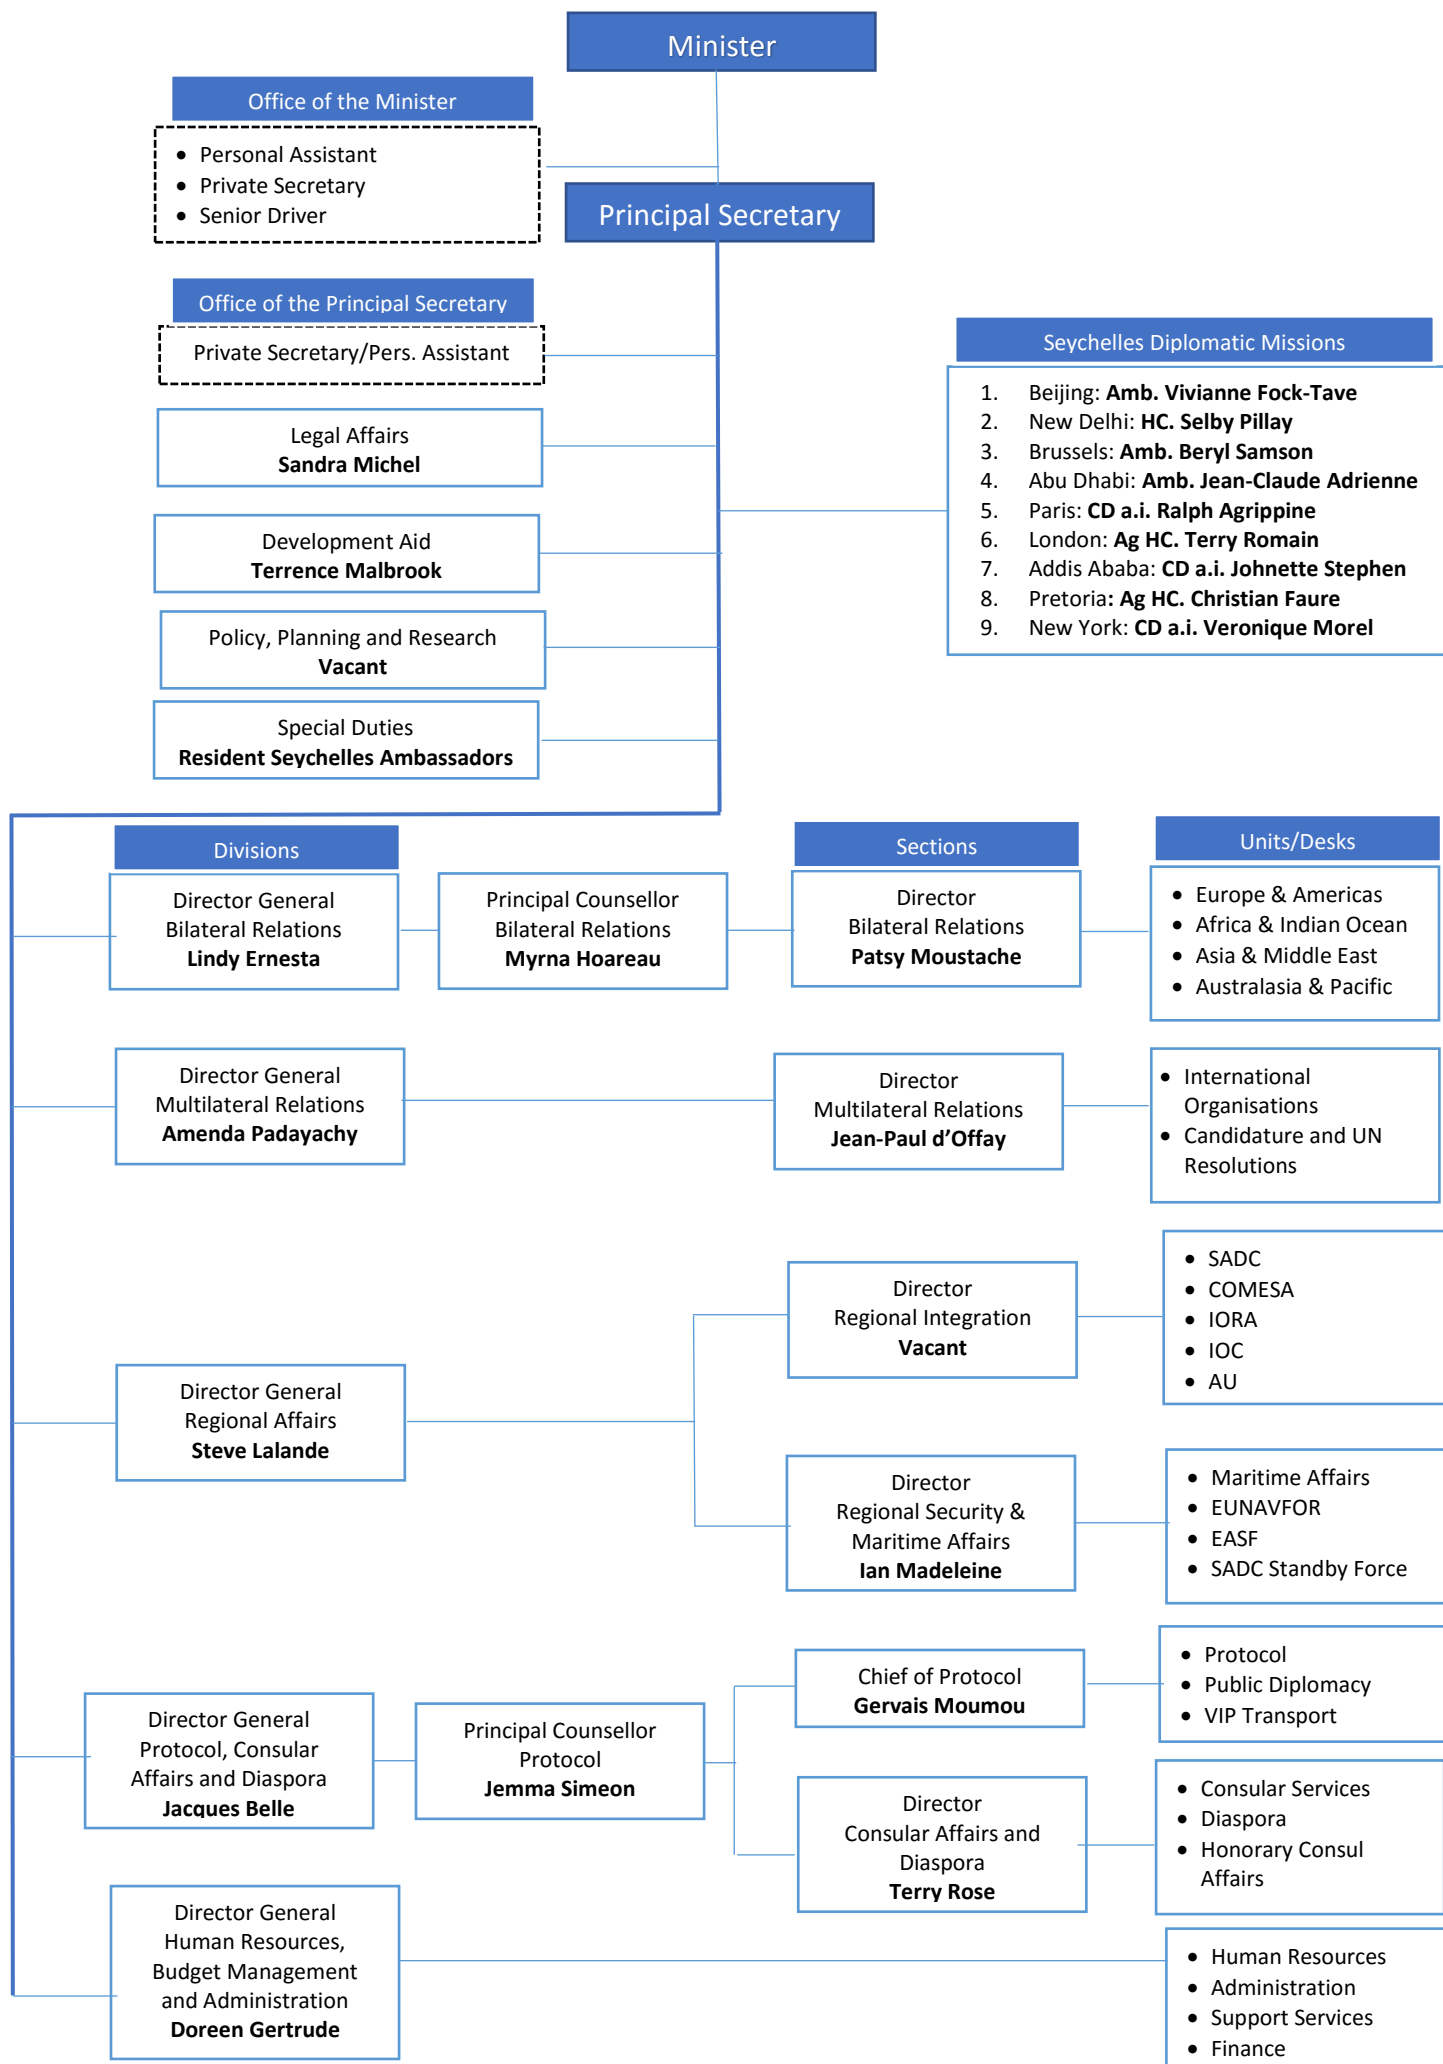 Minister
Office of the Minister
• Personal Assistant
• Private Secretary
• Senior Driver
Principal Secretary
Office of the Principal Secretary
Private Secretary/Pers. Assistant
Seychelles Diplomatic Missions
1. Beijing: Amb. Vivianne Fock-Tave
2. New Delhi: HC. Selby Pillay
3. Brussels: Amb. Beryl Samson
4. Abu Dhabi: Amb. Jean-Claude Adrienne
5. Paris: CD a.i. Ralph Agrippine
6. London: Ag HC. Terry Romain
7. Addis Ababa: CD a.i. Johnette Stephen
8. Pretoria: Ag HC. Christian Faure
9. New York: CD a.i. Veronique Morel
Legal Affairs
Sandra Michel
Development Aid
Terrence Malbrook
Policy, Planning and Research
Vacant
Special Duties
Resident Seychelles Ambassadors
Divisions
Sections
Units/Desks
Director General
Bilateral Relations
Lindy Ernesta
Principal Counsellor
Bilateral Relations
Myrna Hoareau
Director
Bilateral Relations
Patsy Moustache
• Europe & Americas
• Africa & Indian Ocean
• Asia & Middle East
• Australasia & Pacific
Director General
Multilateral Relations
Amenda Padayachy
Director
Multilateral Relations
Jean-Paul d’Offay
• International
Organisations
• Candidature and UN
Resolutions
Director General
Regional Affairs
Steve Lalande
Director
Regional Integration
Vacant
• SADC
• COMESA
• IORA
• IOC
• AU
Director
Regional Security &
Maritime Affairs
Ian Madeleine
• Maritime Affairs
• EUNAVFOR
• EASF
• SADC Standby Force
Director General
Protocol, Consular
Affairs and Diaspora
Jacques Belle
Principal Counsellor
Protocol
Jemma Simeon
Chief of Protocol
Gervais Moumou
• Protocol
• Public Diplomacy
• VIP Transport
Director
Consular Affairs and
Diaspora
Terry Rose
• Consular Services
• Diaspora
• Honorary Consul
Affairs
Director General
Human Resources,
Budget Management
and Administration
Doreen Gertrude
• Human Resources
• Administration
• Support Services
• Finance